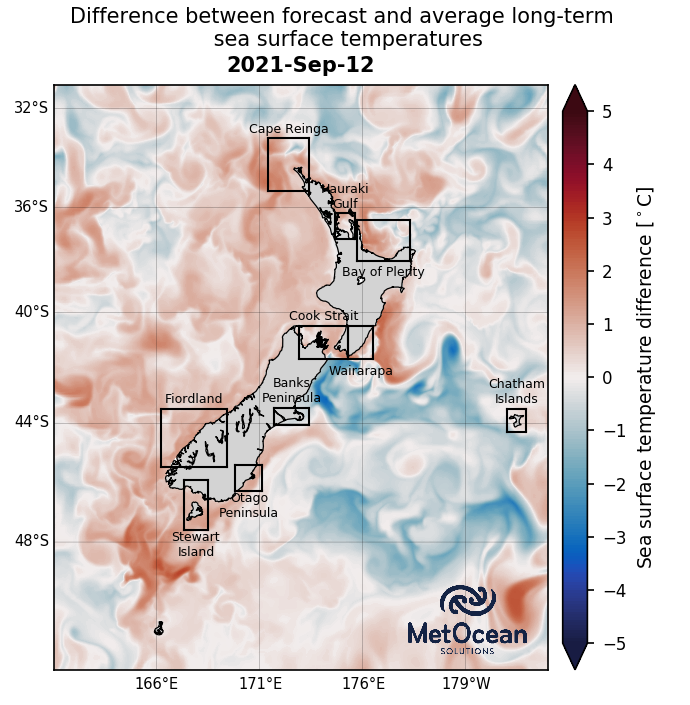 Difference between forecast and average long-term
sea surface temperatures
2021-Sep-12
32°S
36°S
40°S
44°S
48°S
Cape Reinga
Hauraki
Gulf
Bay of Plenty
Cook Strait
Wairarapa
Banks
Peninsula
Fiordland
Chatham
Islands
Otago
Peninsula
Stewart
Island
MetOcean
SOLUTIONS
166°E
171°E
176°E
179°W
5
4
3
2
1
0
−1
−2
−3
−4
−5
Sea surface temperature difference [°C]